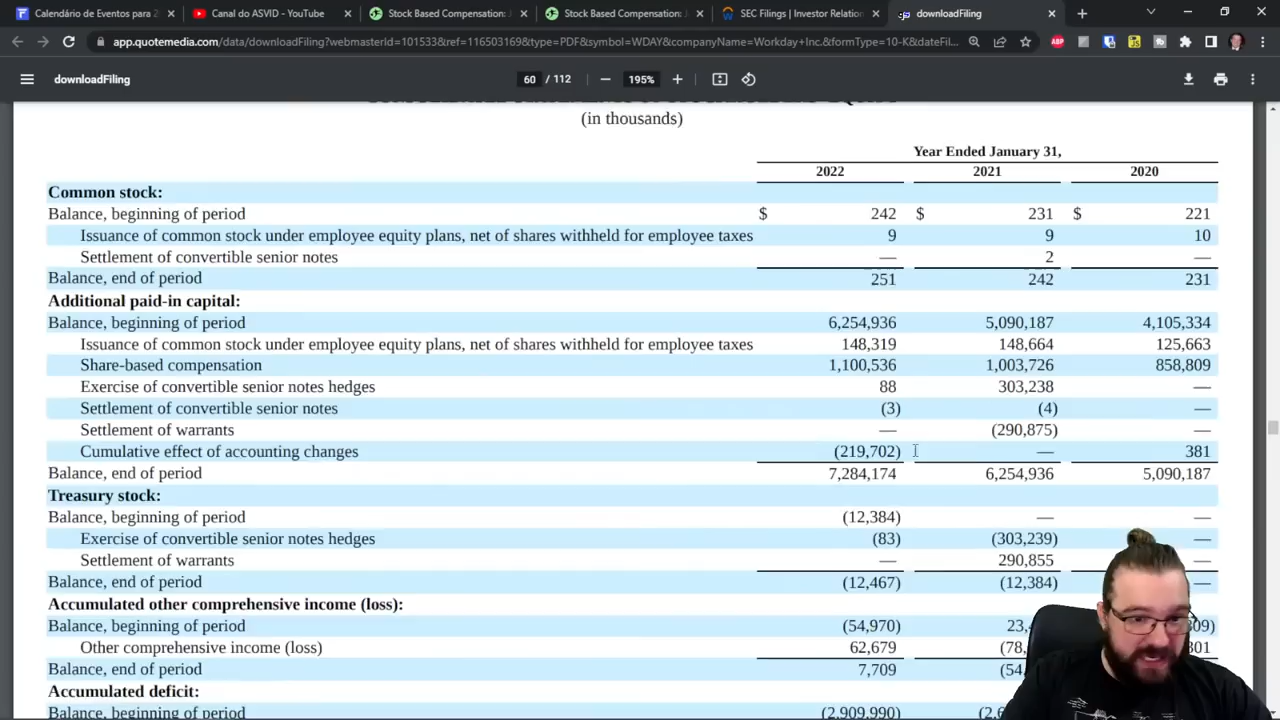 Calendário de Eventos para 2
Canal do ASVID - YouTube
Stock Based Compensation:
Stock Based Compensation:
SEC Filings | Investor Relation
downloadFiling
app.quotemedia.com/data/downloadFiling?webmasterId=101533&ref=116503169&type=PDF&symbol=WDAY&companyName=Workday+Inc.&formType=10-K&dateFil...
downloadFiling
60 / 112
195%
(in thousands)
Year Ended January 31,
2022 2021 2020
Common stock:
Balance, beginning of period $ 242 $ 231 $ 221
Issuance of common stock under employee equity plans, net of shares withheld for employee taxes 9 9 10
Settlement of convertible senior notes — 2 —
Balance, end of period 251 242 231
Additional paid-in capital:
Balance, beginning of period 6,254,936 5,090,187 4,105,334
Issuance of common stock under employee equity plans, net of shares withheld for employee taxes 148,319 148,664 125,663
Share-based compensation 1,100,536 1,003,726 858,809
Exercise of convertible senior notes hedges 88 303,238 —
Settlement of convertible senior notes (3) (4) —
Settlement of warrants — (290,875) —
Cumulative effect of accounting changes (219,702) — 381
Balance, end of period 7,284,174 6,254,936 5,090,187
Treasury stock:
Balance, beginning of period (12,384) — —
Exercise of convertible senior notes hedges (83) (303,239) —
Settlement of warrants — 290,855
Balance, end of period (12,467) (12,384) —
Accumulated other comprehensive income (loss):
Balance, beginning of period (54,970) 23, 809)
Other comprehensive income (loss) 62,679 (78, 301
Balance, end of period 7,709 (54,
Accumulated deficit:
Balance, beginning of period (2,909,990)